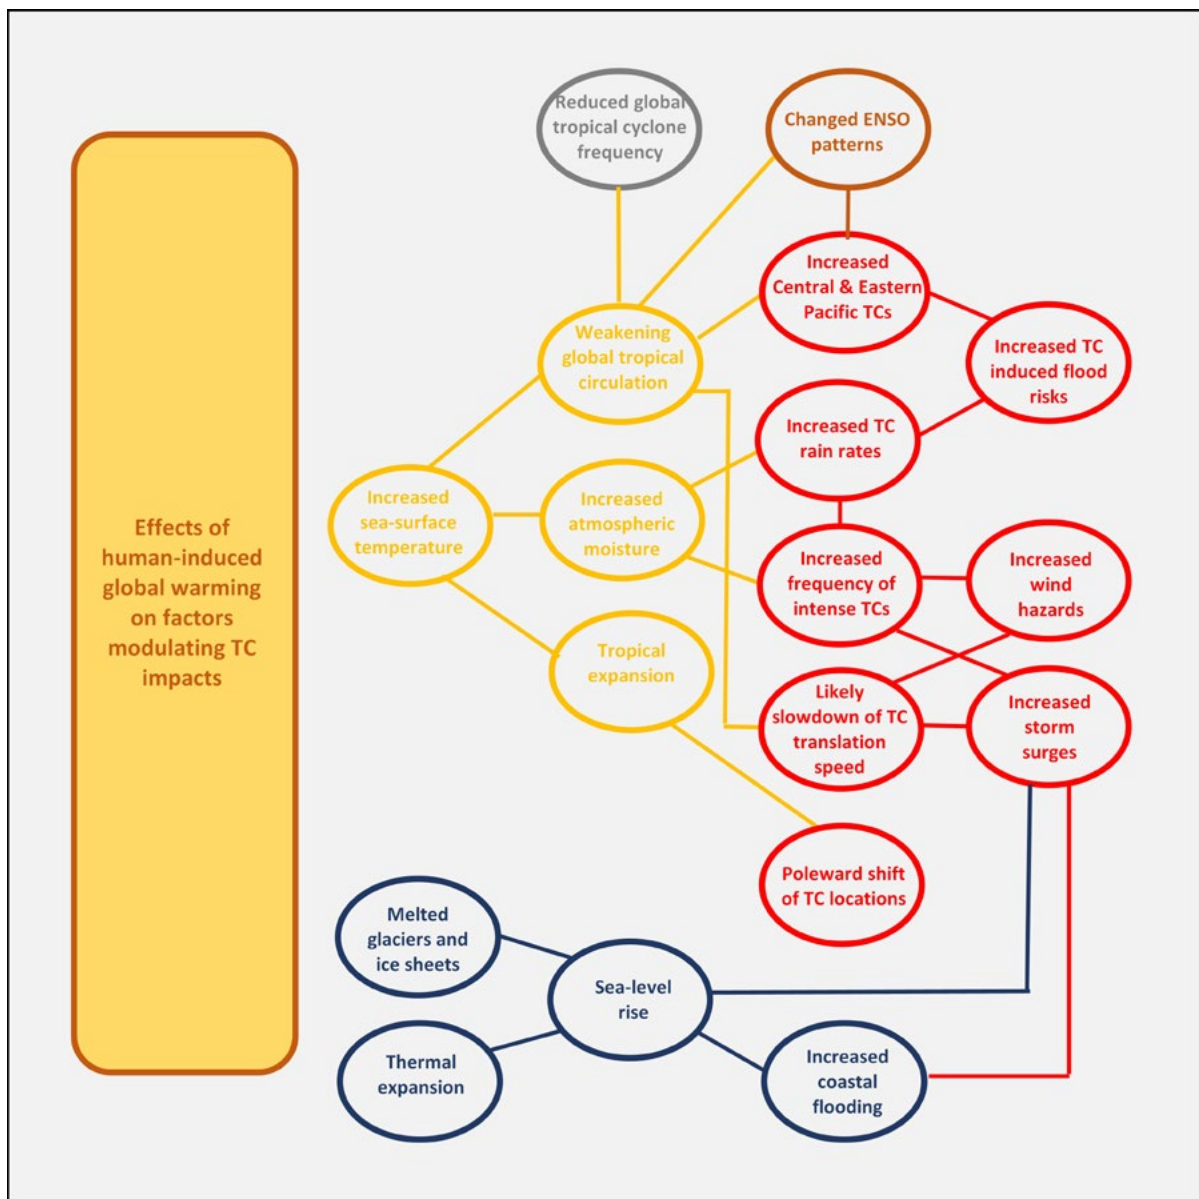 Effects of
human-induced
global warming
on factors
modulating TC
impacts
Reduced global
tropical cyclone
frequency
Changed ENSO
patterns
Increased
Central & Eastern
Pacific TCs
Weakening
global tropical
circulation
Increased TC
induced flood
risks
Increased TC
rain rates
Increased
sea-surface
temperature
Increased
atmospheric
moisture
Increased
frequency of
intense TCs
Increased
wind
hazards
Tropical
expansion
Likely
slowdown of TC
translation
speed
Increased
storm
surges
Poleward shift
of TC locations
Melted
glaciers and
ice sheets
Sea-level
rise
Thermal
expansion
Increased
coastal
flooding